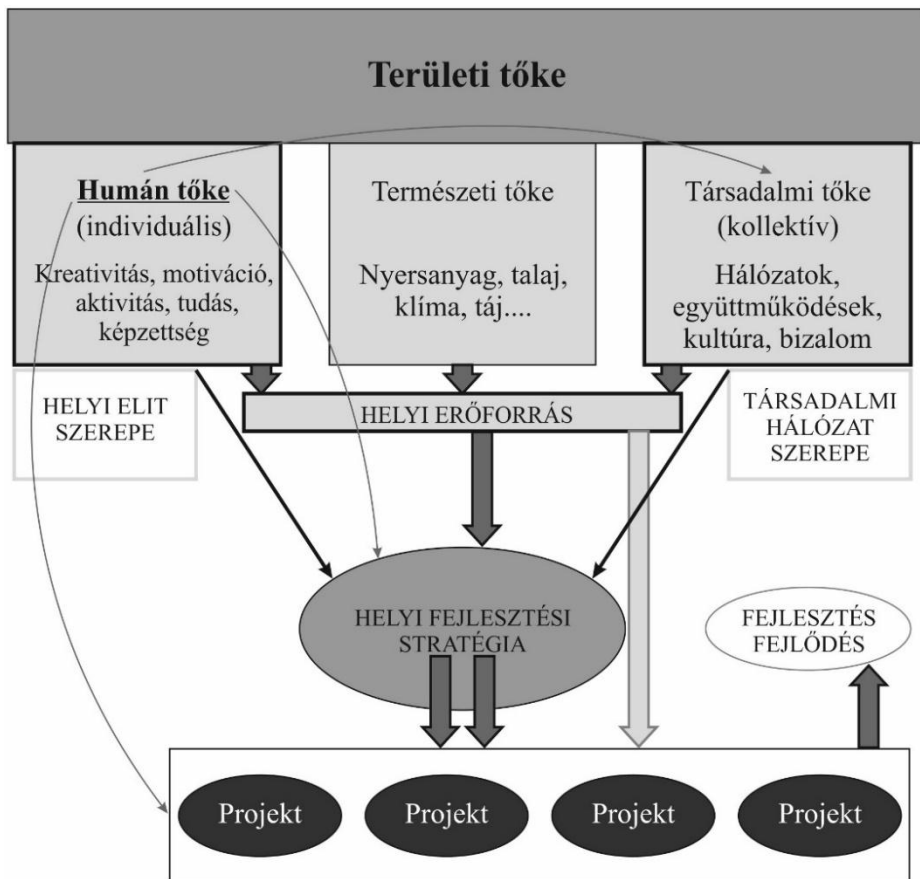 Területi tőke
Humán tőke
(individuális)
Kreativitás, motiváció,
aktivitás, tudás,
képzettség
Természeti tőke
Nyersanyag, talaj,
klíma, táj....
Társadalmi tőke
(kollektív)
Hálózatok,
együttműködések,
kultúra, bizalom
HELYI ELIT
SZEREPE
HELYI ERŐFORRÁS
TÁRSADALMI
HÁLÓZAT
SZEREPE
HELYI FEJLESZTÉSI
STRATÉGIA
FEJLESZTÉS
FEJLŐDÉS
Projekt
Projekt
Projekt
Projekt